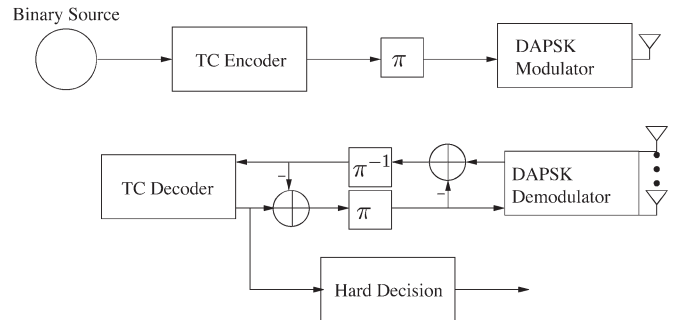 Binary Source
TC Encoder
π
DAPSK
Modulator
TC Decoder
π⁻¹
DAPSK
Demodulator
−
−
π
Hard Decision